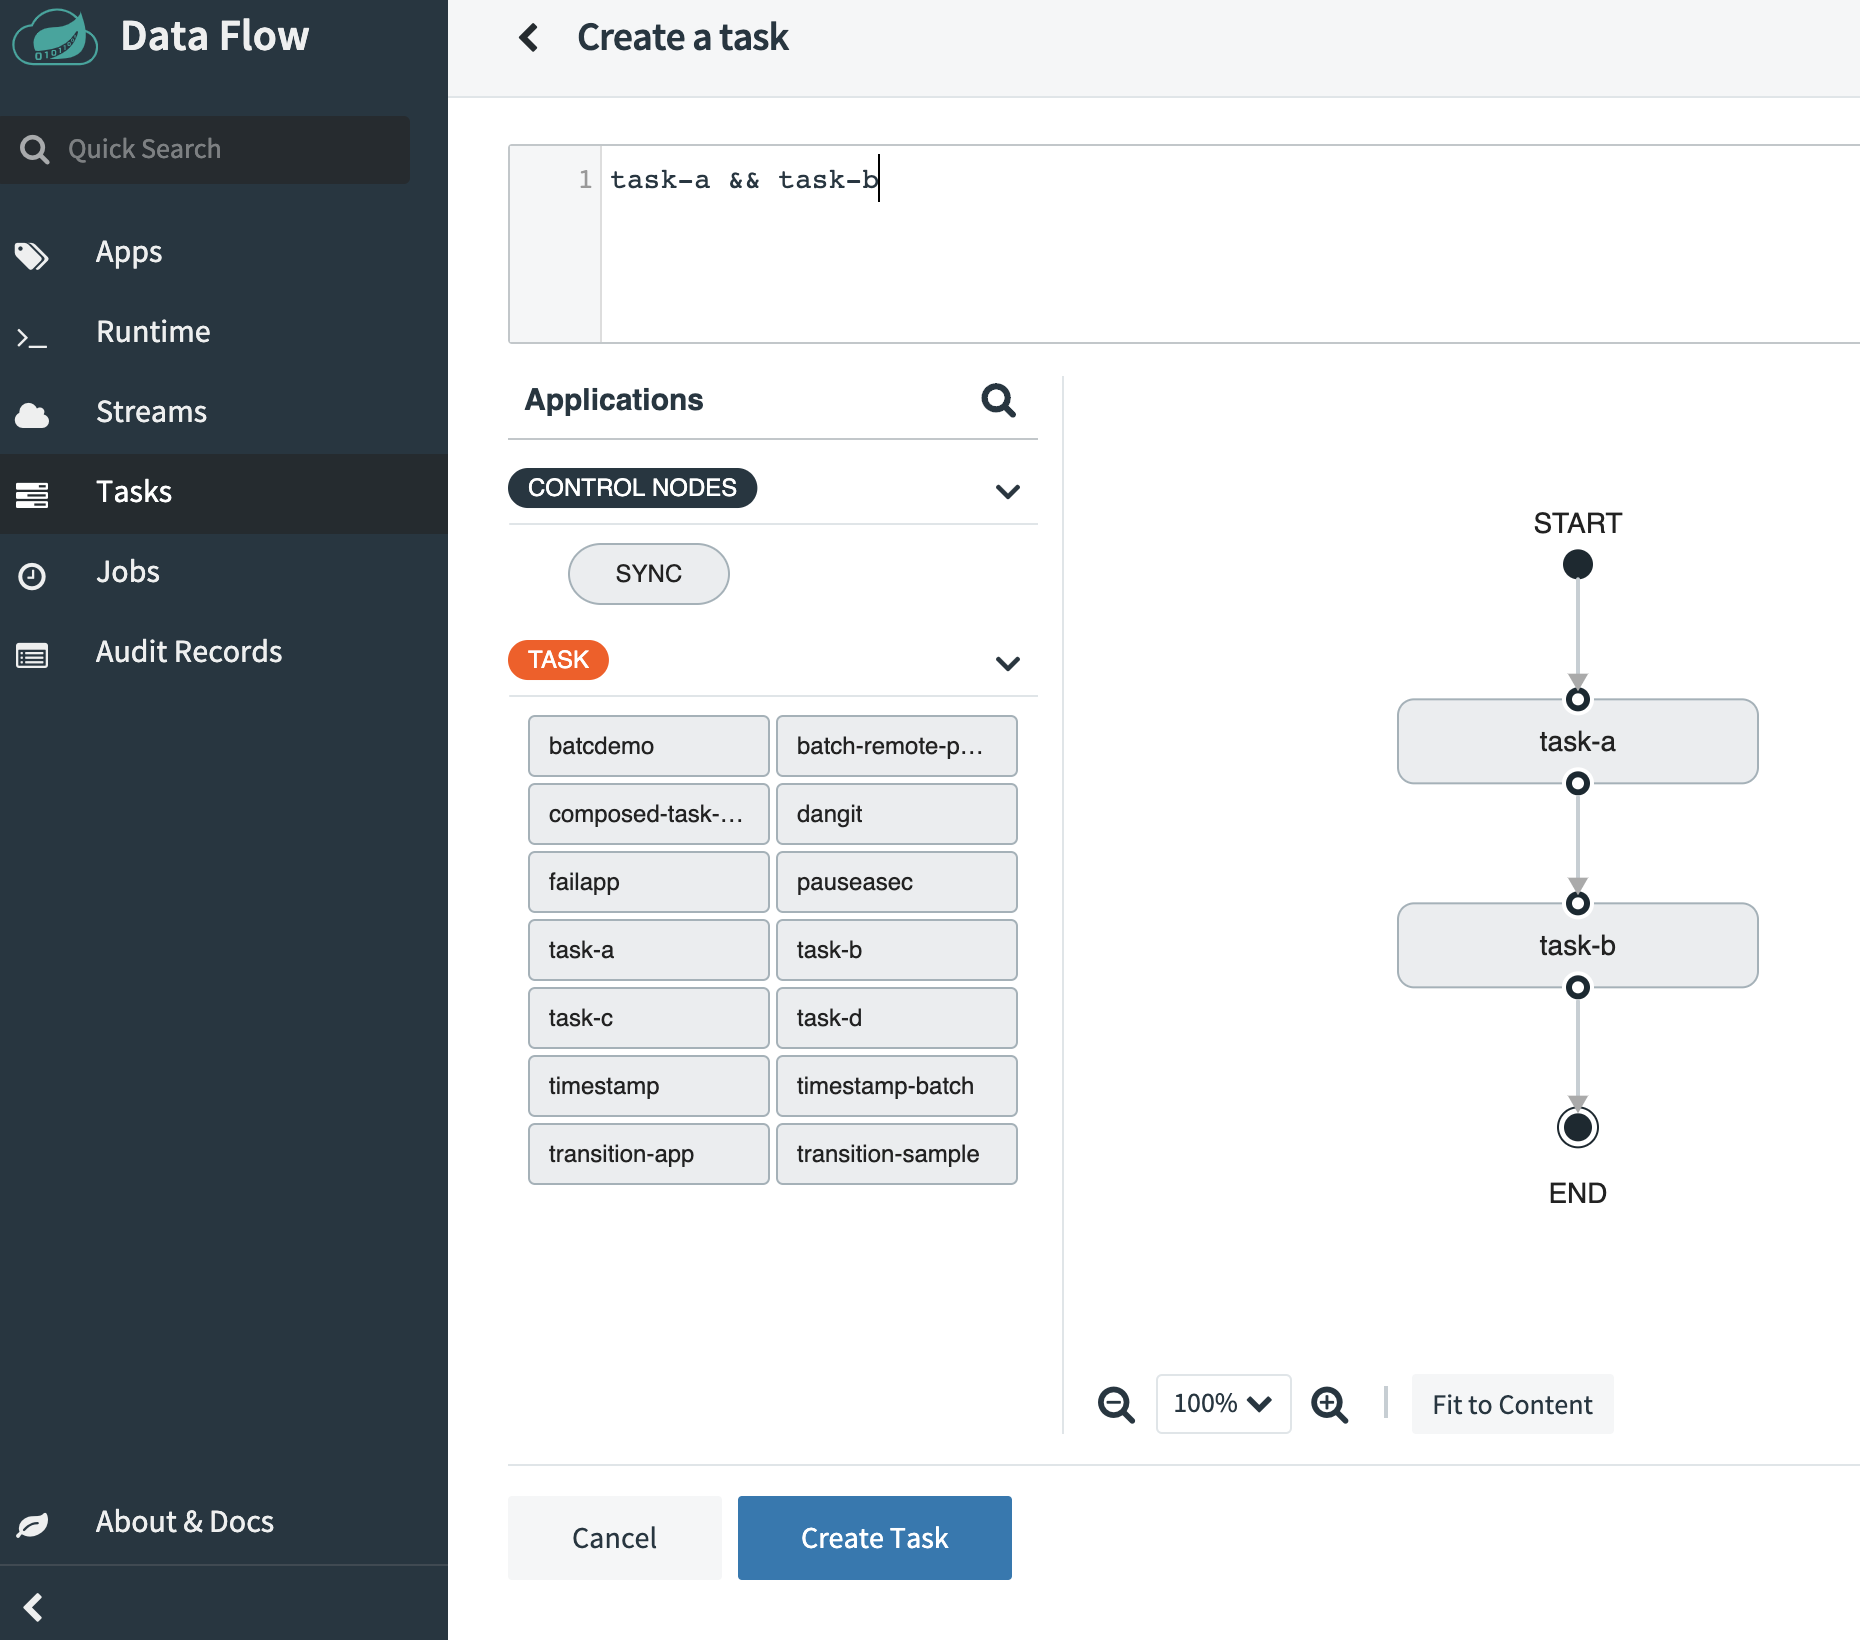 Data Flow
Quick Search
Apps
Runtime
Streams
Tasks
Jobs
Audit Records
About & Docs
Create a task
1 task-a && task-b
Applications
CONTROL NODES
SYNC
TASK
batcdemo batch-remote-p...
composed-task-... dangit
failapp pauseasec
task-a task-b
task-c task-d
timestamp timestamp-batch
transition-app transition-sample
START
task-a
task-b
END
100%
Fit to Content
Cancel
Create Task